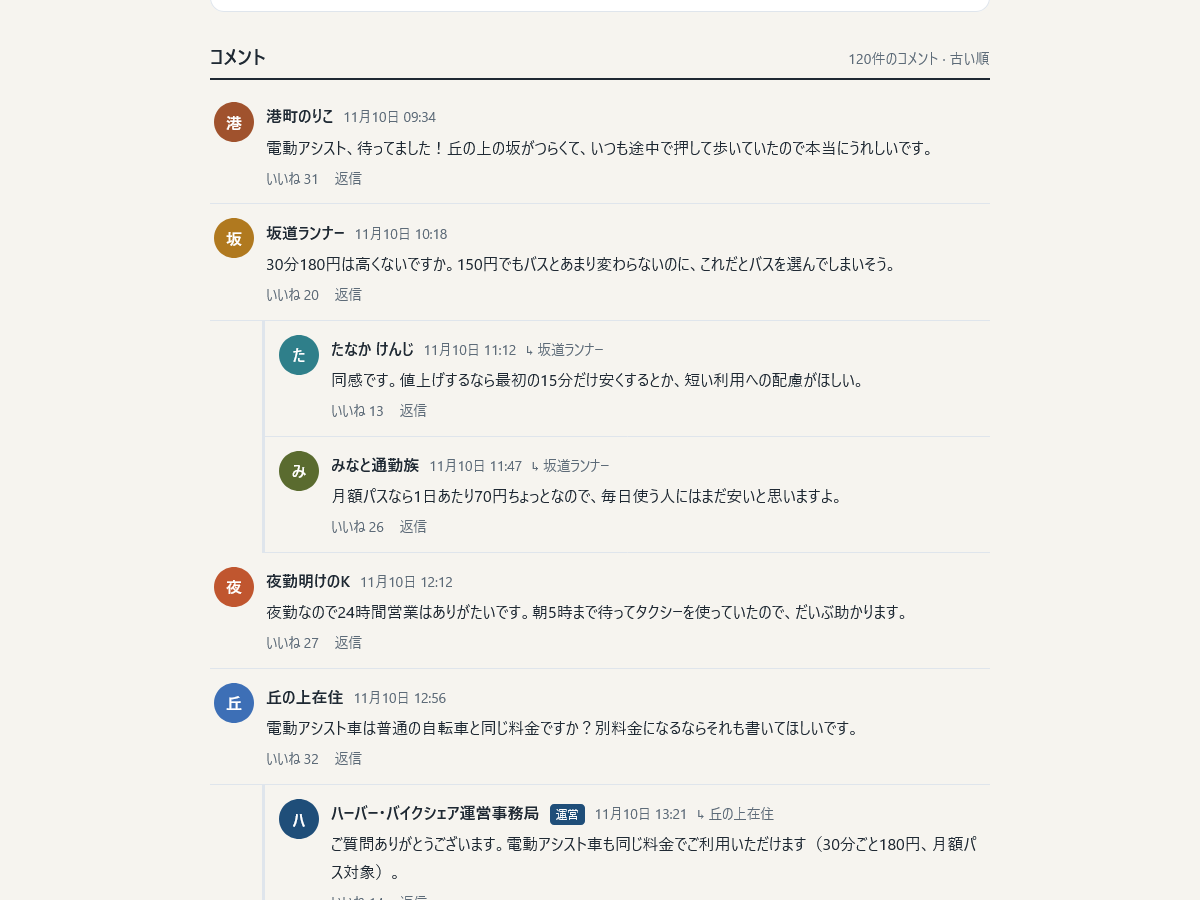 コメント
120件のコメント · 古い順
港
港町のりこ 11月10日 09:34
電動アシスト、待ってました！丘の上の坂がつらくて、いつも途中で押して歩いていたので本当にうれしいです。
いいね 31 返信
坂
坂道ランナー 11月10日 10:18
30分180円は高くないですか。150円でもバスとあまり変わらないのに、これだとバスを選んでしまいそう。
いいね 20 返信
た
たなか けんじ 11月10日 11:12 ↳ 坂道ランナー
同感です。値上げするなら最初の15分だけ安くするとか、短い利用への配慮がほしい。
いいね 13 返信
み
みなと通勤族 11月10日 11:47 ↳ 坂道ランナー
月額パスなら1日あたり70円ちょっとなので、毎日使う人にはまだ安いと思いますよ。
いいね 26 返信
夜
夜勤明けのK 11月10日 12:12
夜勤なので24時間営業はありがたいです。朝5時まで待ってタクシーを使っていたので、だいぶ助かります。
いいね 27 返信
丘
丘の上在住 11月10日 12:56
電動アシスト車は普通の自転車と同じ料金ですか？別料金になるならそれも書いてほしいです。
いいね 32 返信
ハ
ハーバー・バイクシェア運営事務局 運営 11月10日 13:21 ↳ 丘の上在住
ご質問ありがとうございます。電動アシスト車も同じ料金でご利用いただけます（30分ごと180円、月額パ
ス対象）。